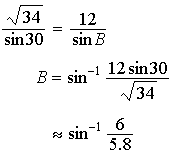 √34/sin30 = 12/sin B
B = sin⁻¹ 12 sin30/√34
≈ sin⁻¹ 6/5.8